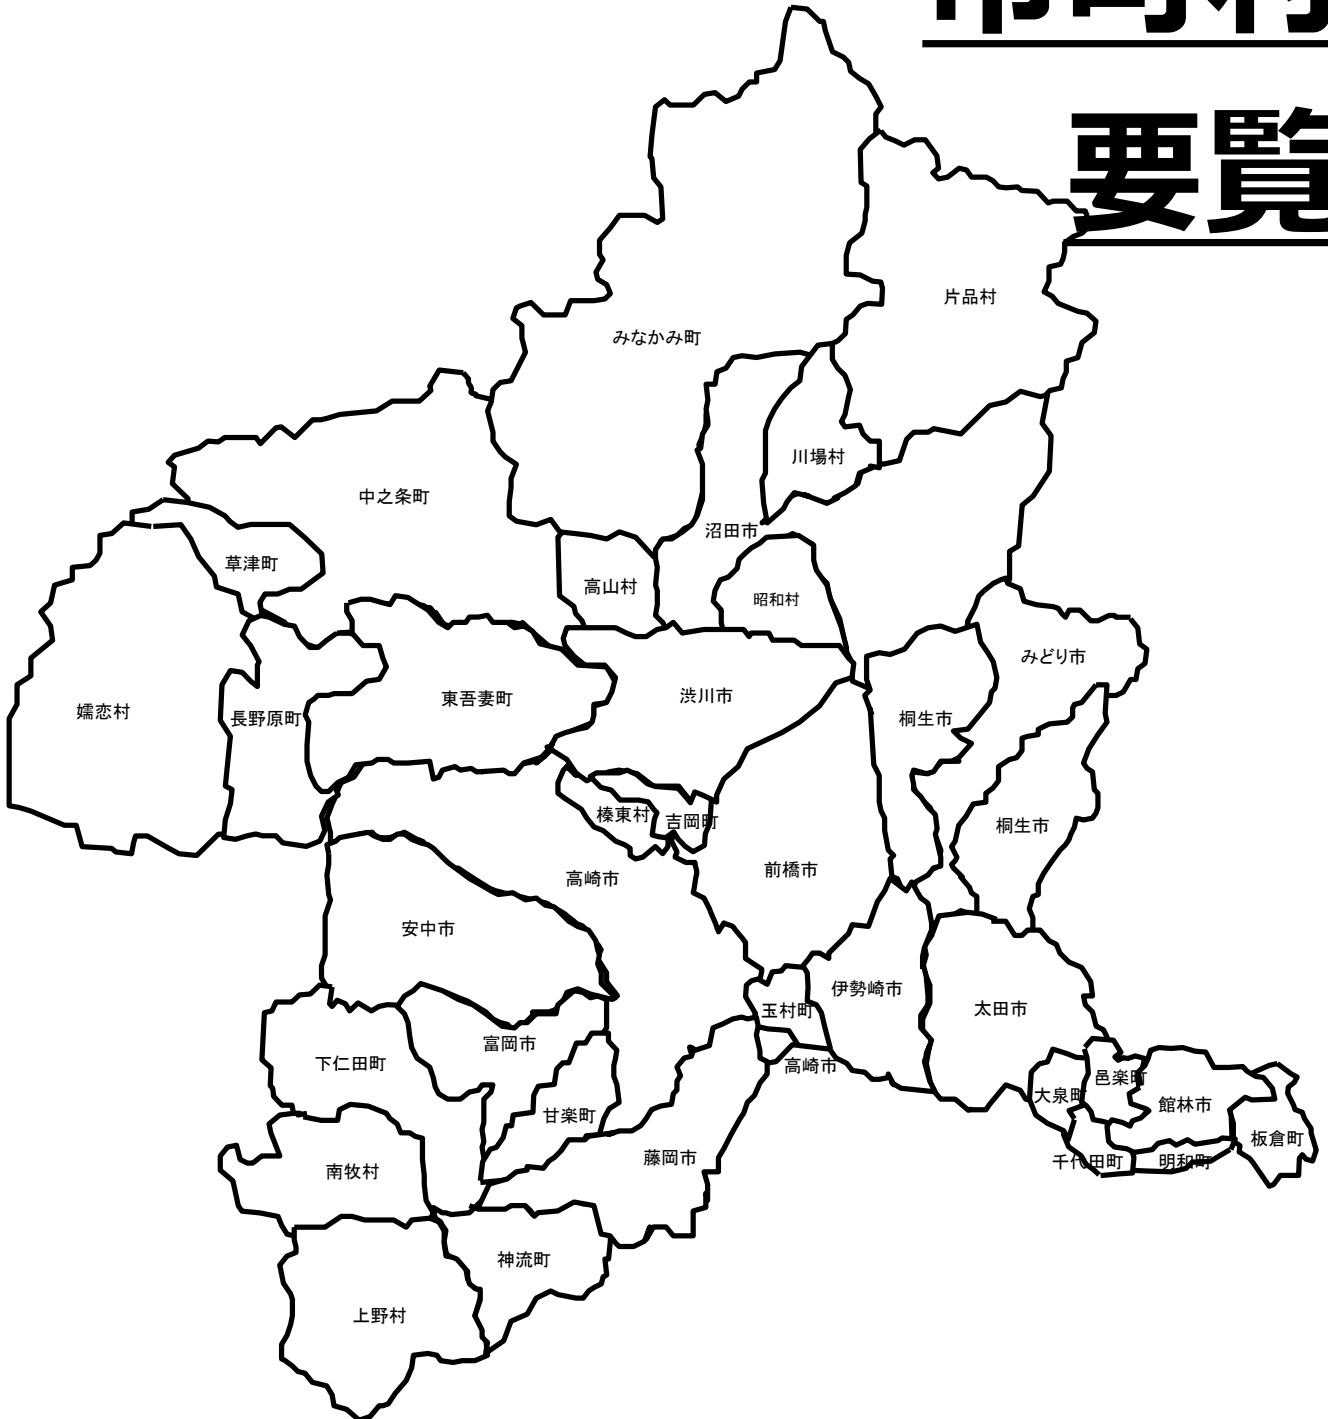 市町村
要覧
片品村
みなかみ町
川場村
中之条町
沼田市
草津町
高山村
昭和村
みどり市
東吾妻町
渋川市
嬬恋村
長野原町
桐生市
榛東村
吉岡町
桐生市
前橋市
高崎市
安中市
伊勢崎市
玉村町
太田市
富岡市
下仁田町
高崎市
邑楽町
大泉町
館林市
甘楽町
板倉町
藤岡市
千代田町
明和町
南牧村
神流町
上野村